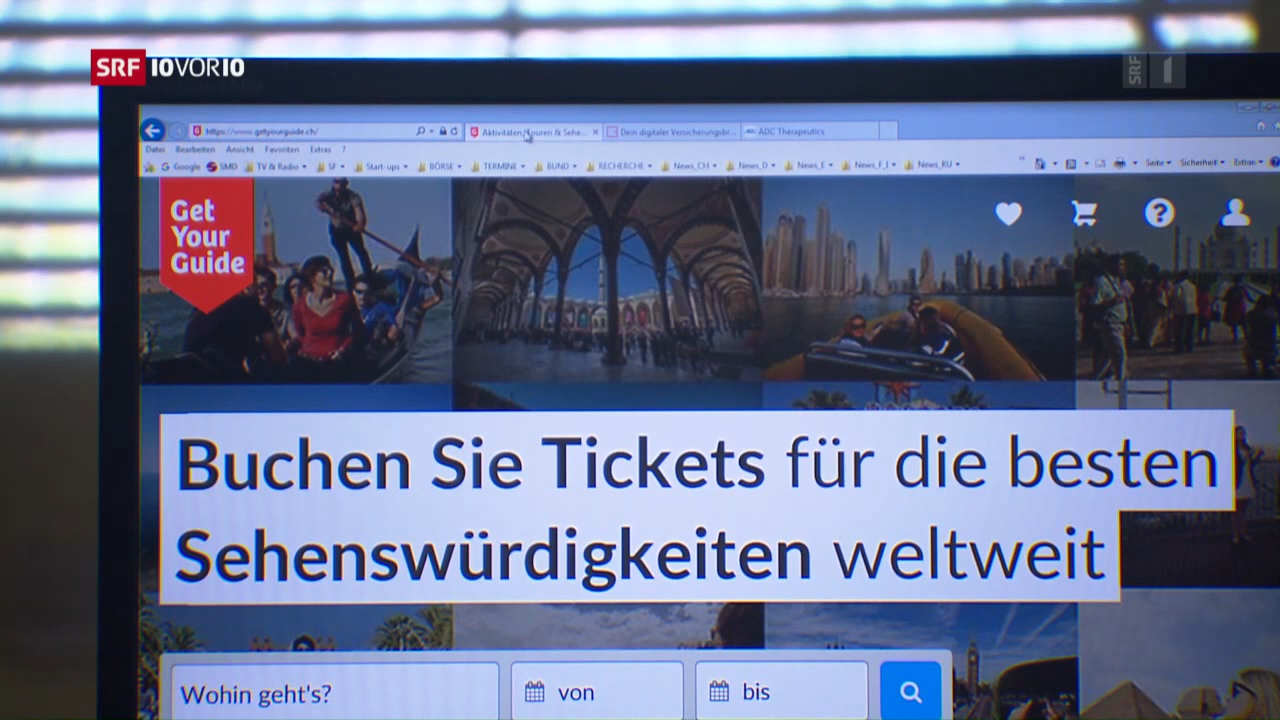 SRF 10VOR10
SRF 1
https://www.getyourguide.ch/
Aktivitäten, Touren & Sehe...
Dein digitaler Versicherungsbr...
ADC Therapeutics
Datei Bearbeiten Ansicht Favoriten Extras ?
Google SMD TV & Radio SF Start-ups BÖRSE TERMINE BUND RECHERCHE News_CH News_D News_E News_F_I News_RU
Seite Sicherheit Extras
Get
Your
Guide
Buchen Sie Tickets für die besten
Sehenswürdigkeiten weltweit
Wohin geht's? von bis